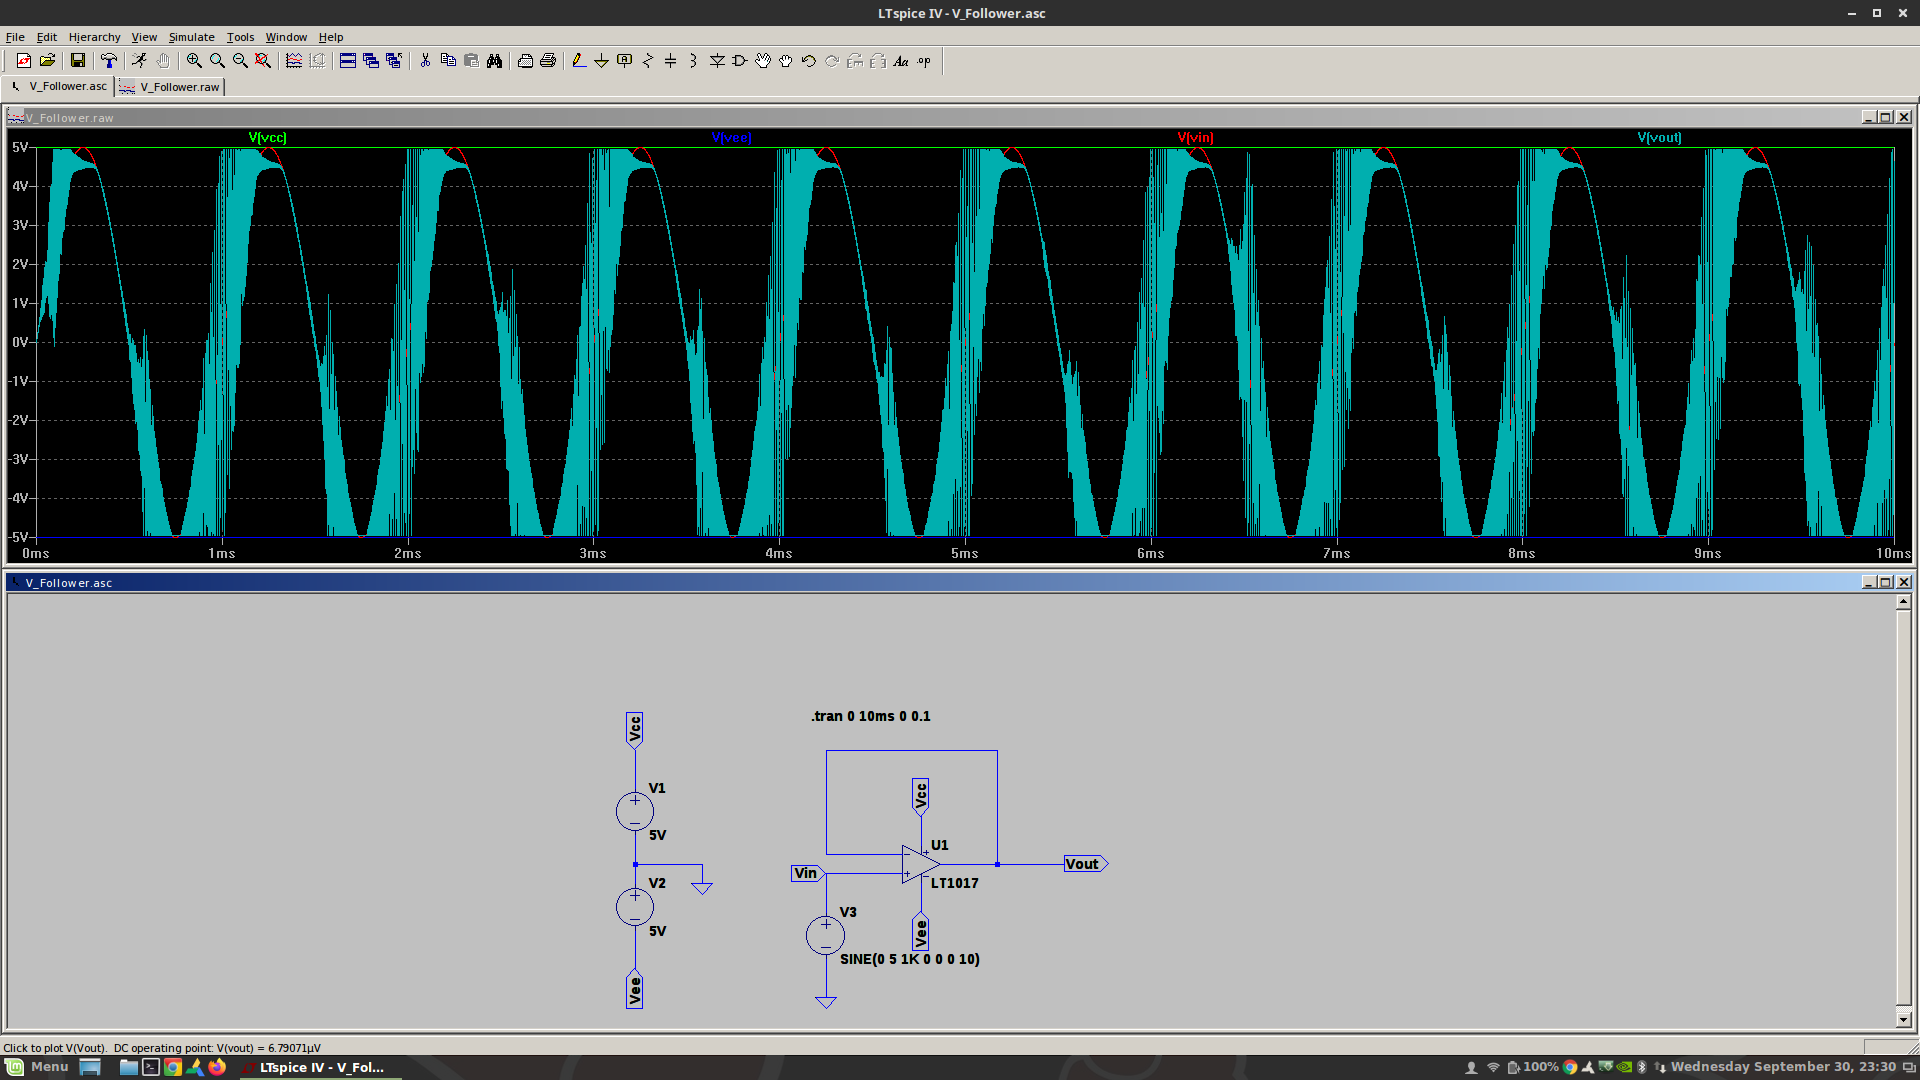 LTspice IV - V_Follower.asc
File Edit Hierarchy View Simulate Tools Window Help
V_Follower.asc V_Follower.raw
V_Follower.raw
V(vcc) V(vee) V(vin) V(vout)
5V
4V
3V
2V
1V
0V
-1V
-2V
-3V
-4V
-5V
0ms 1ms 2ms 3ms 4ms 5ms 6ms 7ms 8ms 9ms 10ms
V_Follower.asc
Vcc
.tran 0 10ms 0 0.1
V1
Vcc
5V
U1
Vin
Vout
V2
LT1017
V3
5V
Vee
SINE(0 5 1K 0 0 0 10)
Vee
Click to plot V(Vout). DC operating point: V(vout) = 6.79071µV
Menu LTspice IV - V_Fol... 100% Wednesday September 30, 23:30